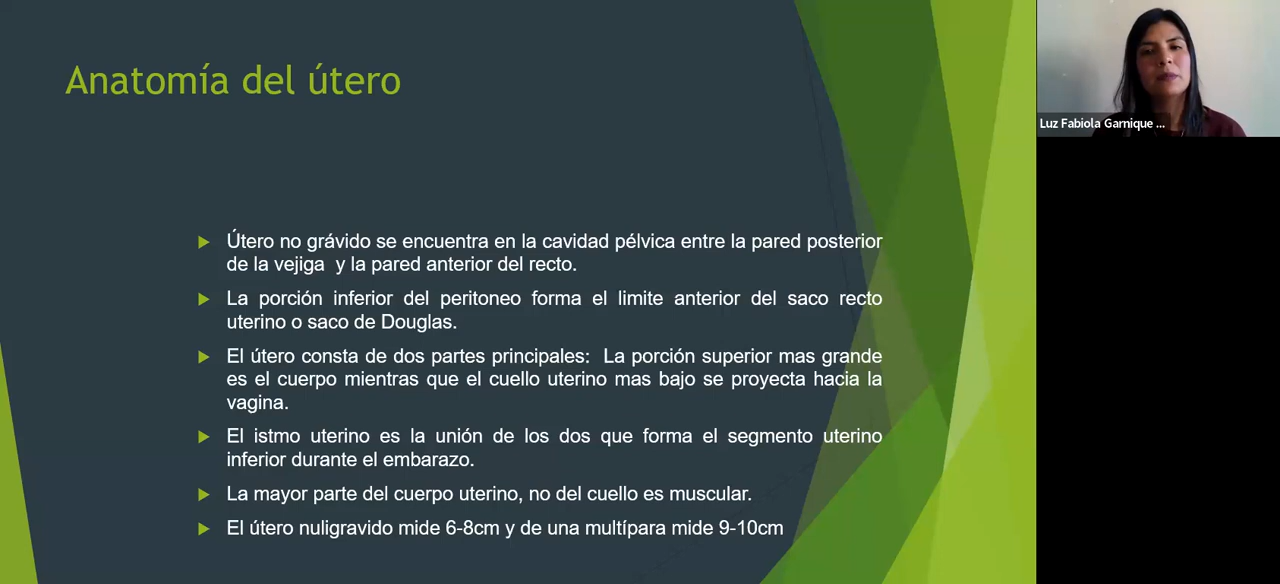 Anatomía del útero
Útero no grávido se encuentra en la cavidad pélvica entre la pared posterior
de la vejiga y la pared anterior del recto.
La porción inferior del peritoneo forma el limite anterior del saco recto
uterino o saco de Douglas.
El útero consta de dos partes principales: La porción superior mas grande
es el cuerpo mientras que el cuello uterino mas bajo se proyecta hacia la
vagina.
El istmo uterino es la unión de los dos que forma el segmento uterino
inferior durante el embarazo.
La mayor parte del cuerpo uterino, no del cuello es muscular.
El útero nuligravido mide 6-8cm y de una multípara mide 9-10cm
Luz Fabiola Garnique ...